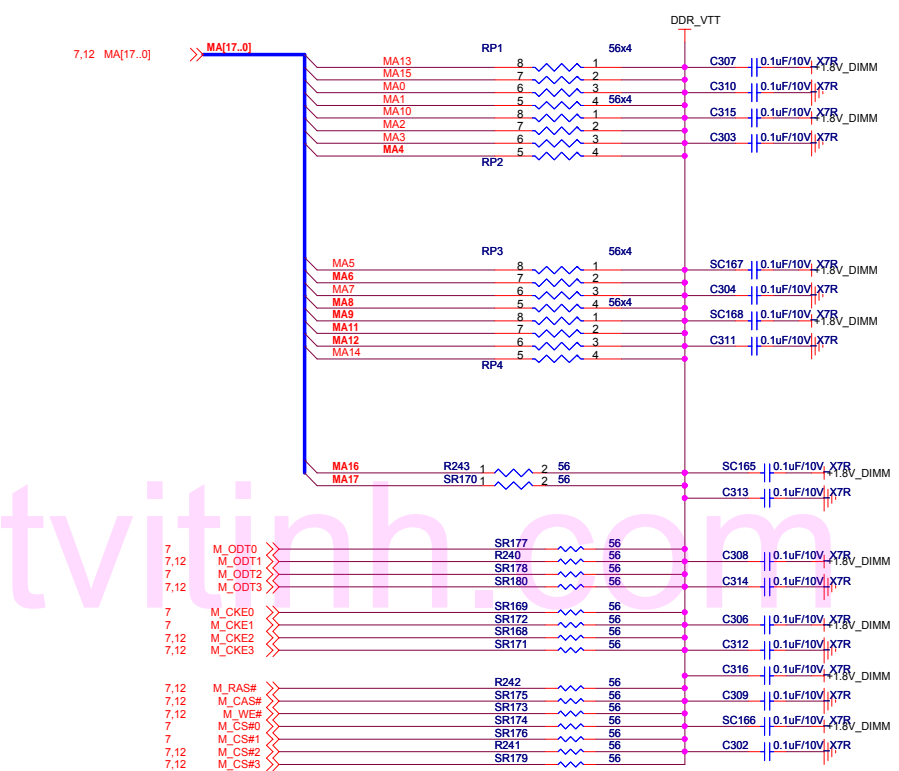 DDR_VTT
7,12 MA[17..0] MA[17..0] RP1 56x4
MA13 8 1 C307 0.1uF/10V X7R +1.8V_DIMM
MA15 7 2
MA0 6 3 C310 0.1uF/10V X7R
MA1 5 4 56x4
MA10 8 1 C315 0.1uF/10V X7R +1.8V_DIMM
MA2 7 2
MA3 6 3 C303 0.1uF/10V X7R
MA4 5 4
RP2
RP3 56x4
MA5 8 1 SC167 0.1uF/10V X7R +1.8V_DIMM
MA6 7 2
MA7 6 3 C304 0.1uF/10V X7R
MA8 5 4 56x4
MA9 8 1 SC168 0.1uF/10V X7R +1.8V_DIMM
MA11 7 2
MA12 6 3 C311 0.1uF/10V X7R
MA14 5 4
RP4
MA16 R243 1 2 56 SC165 0.1uF/10V X7R +1.8V_DIMM
MA17 SR170 1 2 56
C313 0.1uF/10V X7R
tvitinh.com
7 M_ODT0 SR177 56
7,12 M_ODT1 R240 56 C308 0.1uF/10V X7R +1.8V_DIMM
7 M_ODT2 SR178 56
7,12 M_ODT3 SR180 56 C314 0.1uF/10V X7R
7 M_CKE0 SR169 56
7 M_CKE1 SR172 56 C306 0.1uF/10V X7R +1.8V_DIMM
7,12 M_CKE2 SR168 56
7,12 M_CKE3 SR171 56 C312 0.1uF/10V X7R
C316 0.1uF/10V X7R +1.8V_DIMM
7,12 M_RAS# R242 56
7,12 M_CAS# SR175 56 C309 0.1uF/10V X7R
7,12 M_WE# SR173 56
7 M_CS#0 SR174 56 SC166 0.1uF/10V X7R +1.8V_DIMM
7 M_CS#1 SR176 56
7,12 M_CS#2 R241 56 C302 0.1uF/10V X7R
7,12 M_CS#3 SR179 56